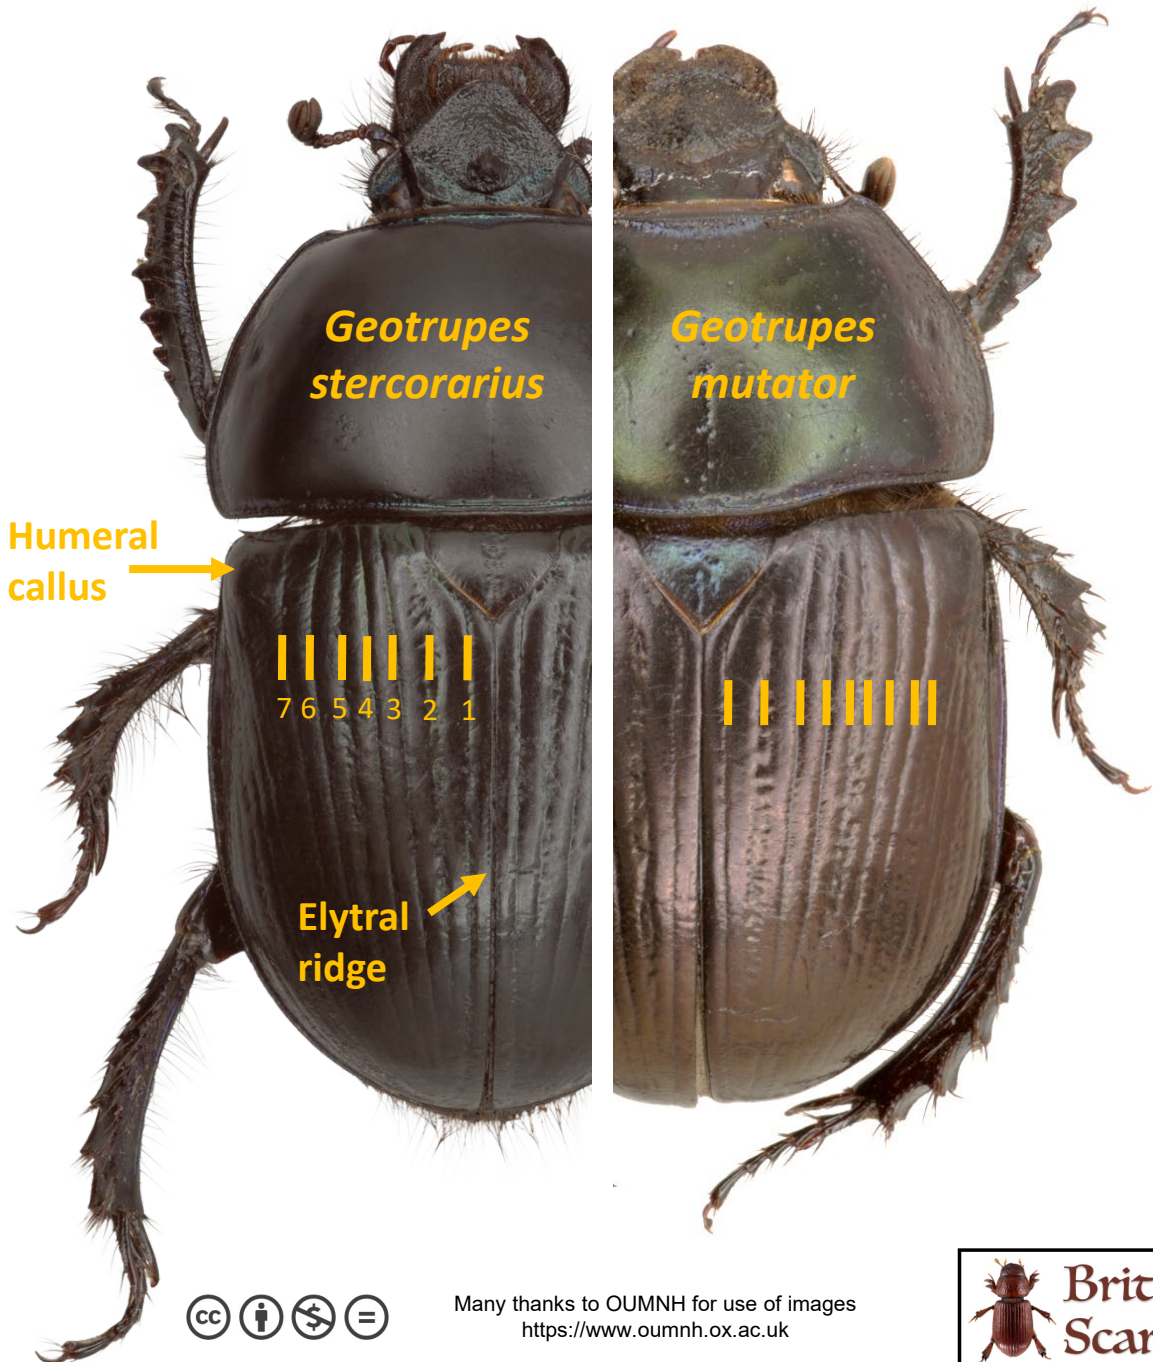 Geotrupes
stercorarius
Geotrupes
mutator
Humeral
callus
7 6 5 4 3 2 1
Elytral
ridge
cc
Many thanks to OUMNH for use of images
https://www.oumnh.ox.ac.uk
Brit
Scar